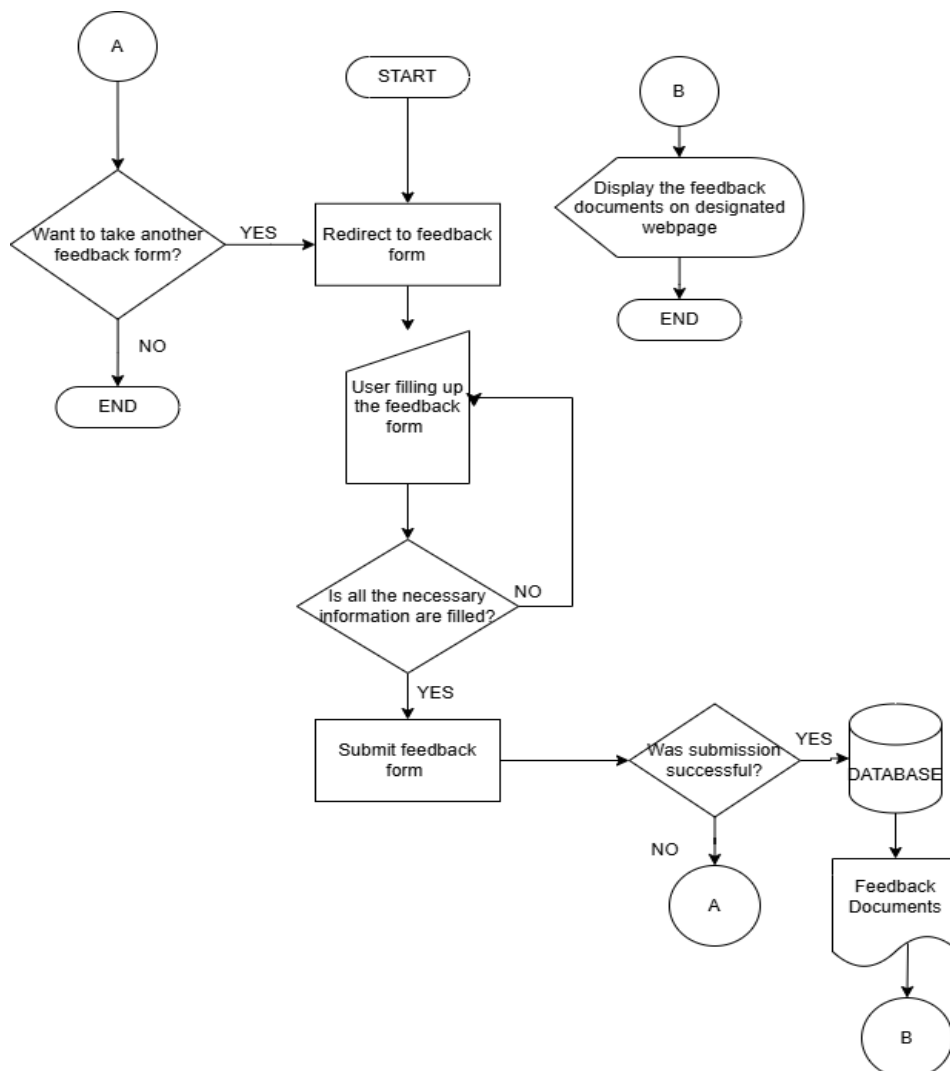 A
START
B
Want to take another
feedback form?
YES
Redirect to feedback
form
Display the feedback
documents on designated
webpage
NO
END
END
User filling up
the feedback
form
Is all the necessary
information are filled?
NO
YES
Submit feedback
form
Was submission
successful?
YES
DATABASE
NO
A
Feedback
Documents
B